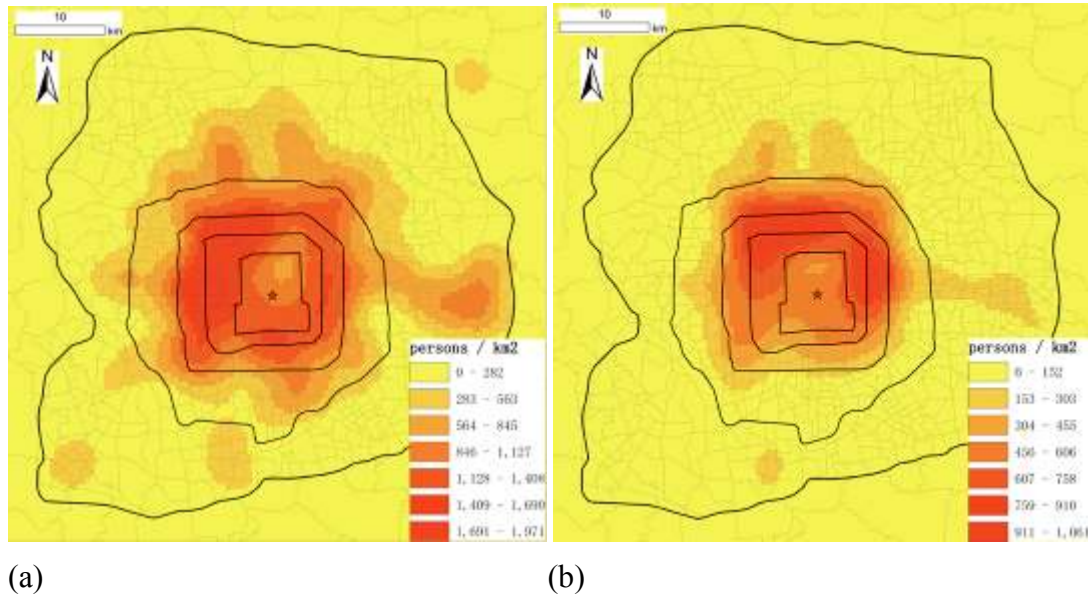 10
km
N
persons / km2
0 - 282
283 - 563
564 - 845
846 - 1,127
1,128 - 1,408
1,409 - 1,690
1,691 - 1,971
(a)
10
km
N
persons / km2
0 - 152
153 - 303
304 - 455
456 - 606
607 - 758
759 - 910
911 - 1,061
(b)